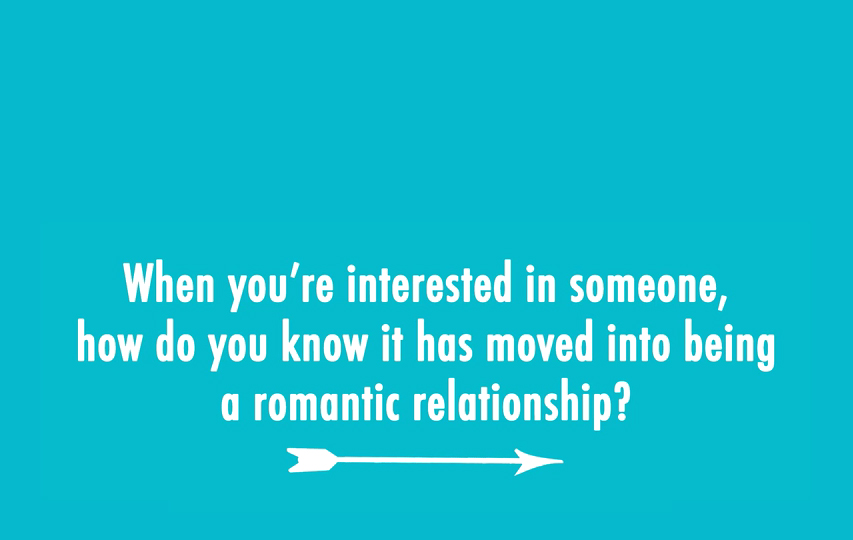 When you’re interested in someone,
how do you know it has moved into being
a romantic relationship?